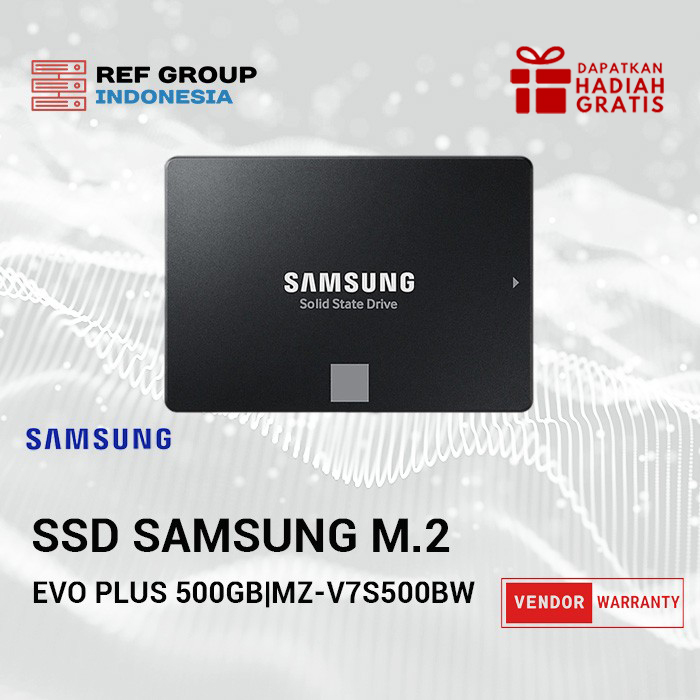 REF GROUP
INDONESIA
DAPATKAN
HADIAH
GRATIS
SAMSUNG
Solid State Drive
SAMSUNG
SSD SAMSUNG M.2
EVO PLUS 500GB|MZ-V7S500BW
VENDOR WARRANTY